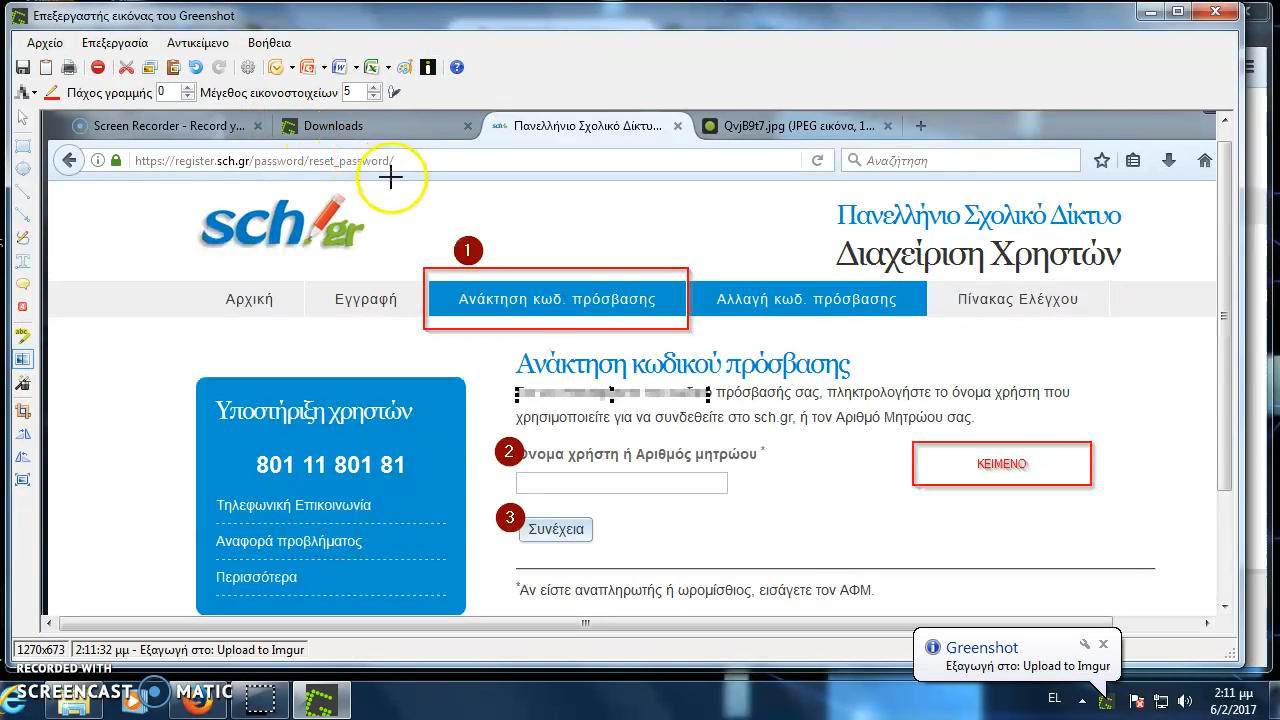 Επεξεργαστής εικόνας του Greenshot
Αρχείο Επεξεργασία Αντικείμενο Βοήθεια
Πάχος γραμμής 0 Μέγεθος εικονοστοιχείων 5
Screen Recorder - Record y... Downloads Πανελλήνιο Σχολικό Δίκτυ... QvjB9t7.jpg (JPEG εικόνα, 1...
https://register.sch.gr/password/reset_password/ Αναζήτηση
sch.gr
Πανελλήνιο Σχολικό Δίκτυο
Διαχείριση Χρηστών
1
Αρχική Εγγραφή Ανάκτηση κωδ. πρόσβασης Αλλαγή κωδ. πρόσβασης Πίνακας Ελέγχου
Ανάκτηση κωδικού πρόσβασης
πρόσβασής σας, πληκτρολογήστε το όνομα χρήστη που
χρησιμοποιείτε για να συνδεθείτε στο sch.gr, ή τον Αριθμό Μητρώου σας.
2 Όνομα χρήστη ή Αριθμός μητρώου *
ΚΕΙΜΕΝΟ
3 Συνέχεια
*Αν είστε αναπληρωτής ή ωρομίσθιος, εισάγετε τον ΑΦΜ.
Υποστήριξη χρηστών
801 11 801 81
Τηλεφωνική Επικοινωνία
Αναφορά προβλήματος
Περισσότερα
1270x673 2:11:32 μμ - Εξαγωγή στο: Upload to Imgur
Greenshot
Εξαγωγή στο: Upload to Imgur
RECORDED WITH
SCREENCAST MATIC
EL
2:11 μμ
6/2/2017